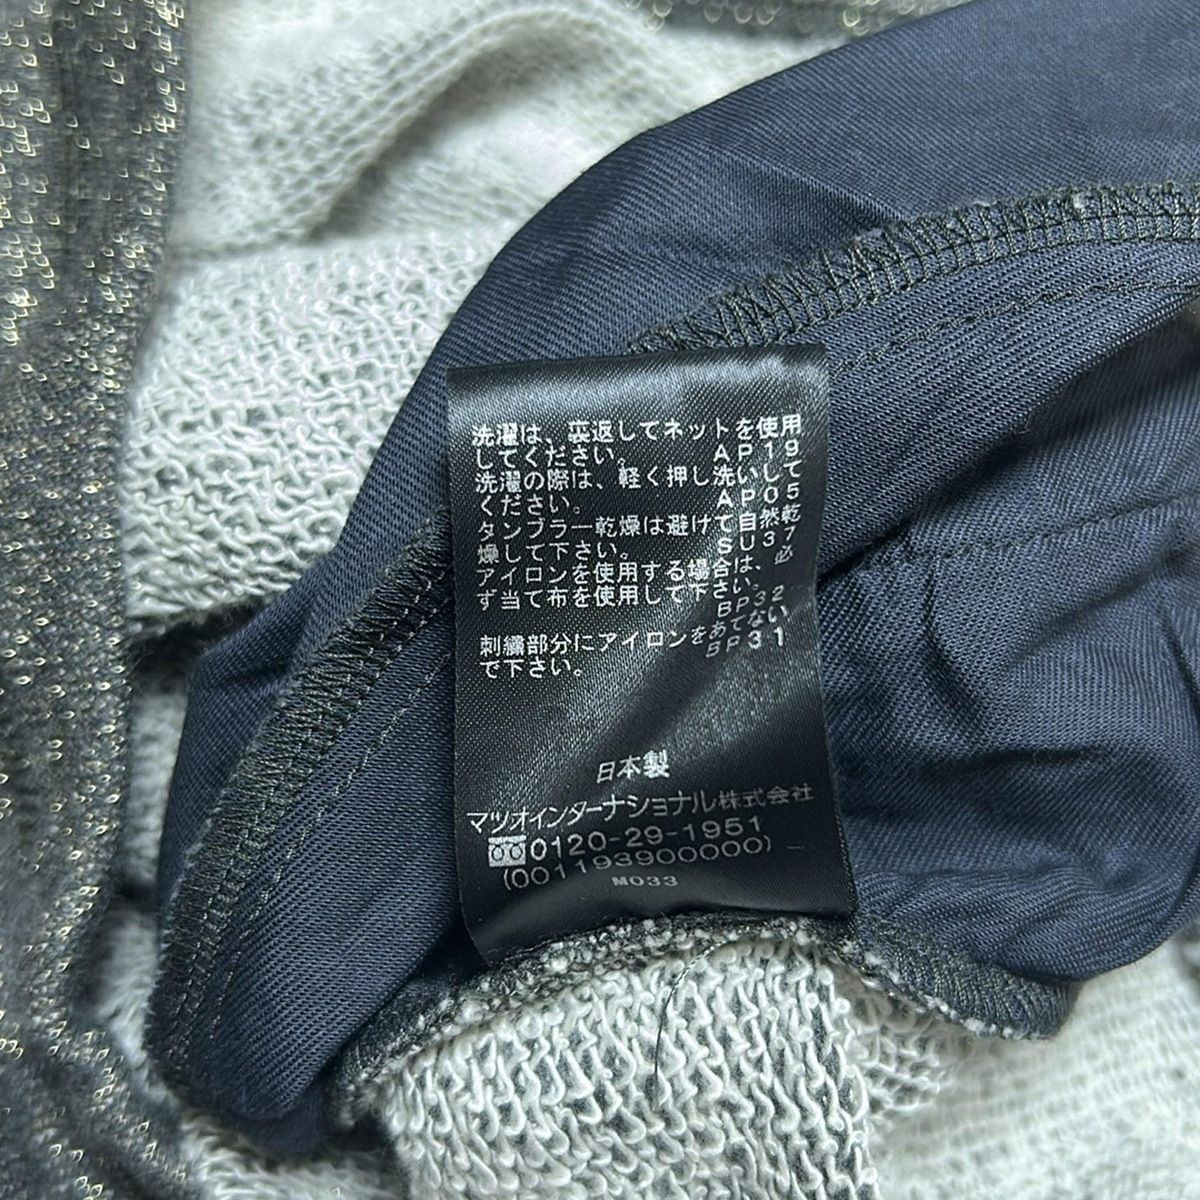 洗濯は、裏返してネットを使用
してください。 AP19
洗濯の際は、軽く押し洗いして
ください。 AP05
タンブラー乾燥は避けて自然乾
燥して下さい。 SU37
アイロンを使用する場合は、必
ず当て布を使用して下さい。
BP32
刺繍部分にアイロンをあてない
で下さい。 BP31
日本製
マツオインターナショナル株式会社
0120-29-1951
(001193900000)
M033